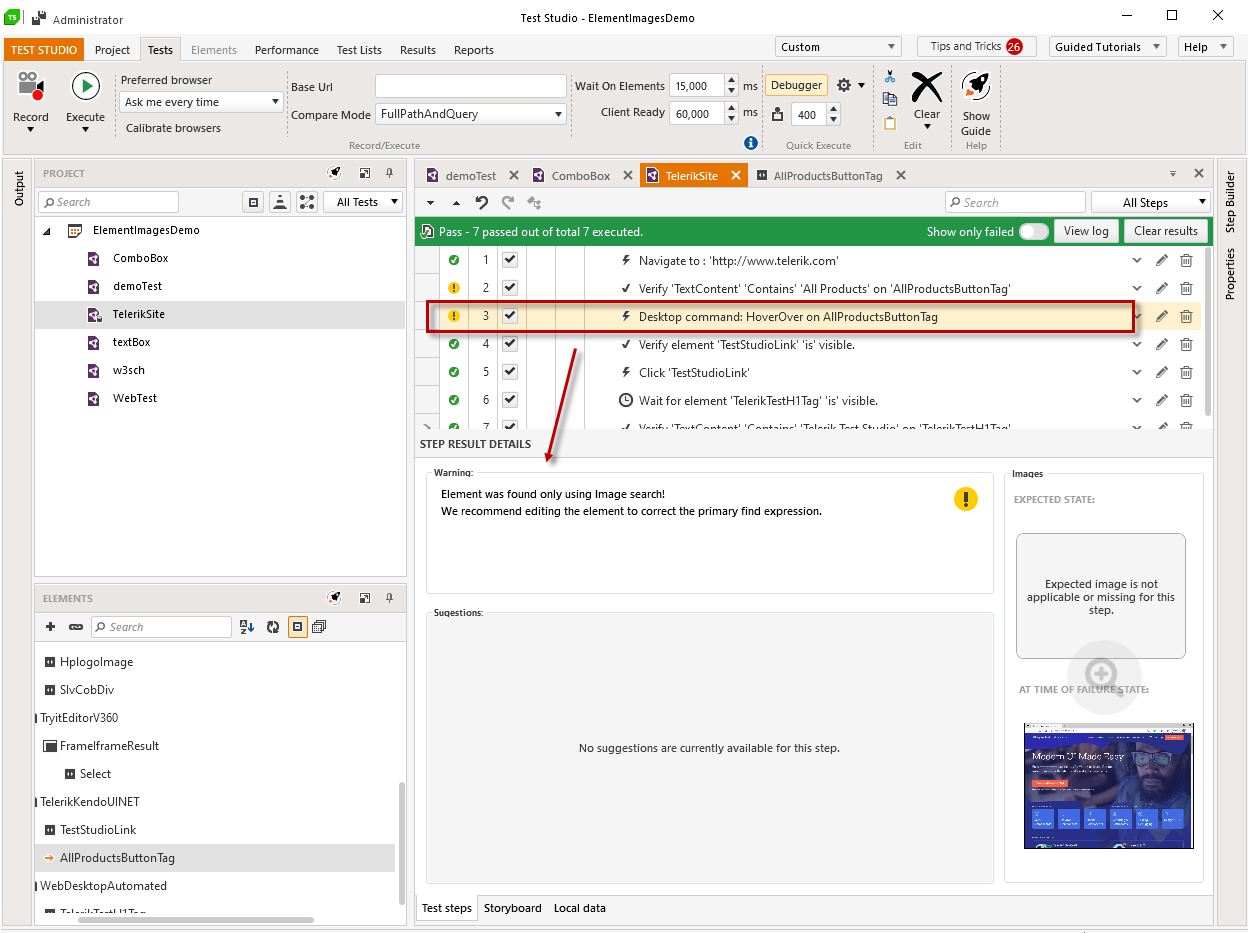 TS
Administrator
Test Studio - ElementImagesDemo
TEST STUDIO
Project
Tests
Elements
Performance
Test Lists
Results
Reports
Custom
Tips and Tricks 26
Guided Tutorials
Help
Record
Execute
Preferred browser
Ask me every time
Calibrate browsers
Base Url
Compare Mode FullPathAndQuery
Record/Execute
Wait On Elements 15,000 ms
Client Ready 60,000 ms
Debugger
400
Quick Execute
Clear
Edit
Show
Guide
Help
Output
PROJECT
Search
All Tests
ElementImagesDemo
ComboBox
demoTest
TelerikSite
textBox
w3sch
WebTest
ELEMENTS
Search
HplogoImage
SlvCobDiv
TryitEditorV360
FrameIframeResult
Select
TelerikKendoUINET
TestStudioLink
AllProductsButtonTag
WebDesktopAutomated
TelerikTestH1Tag
demoTest
ComboBox
TelerikSite
AllProductsButtonTag
Search
All Steps
Pass - 7 passed out of total 7 executed.
Show only failed
View log
Clear results
1 Navigate to : 'http://www.telerik.com'
2 Verify 'TextContent' 'Contains' 'All Products' on 'AllProductsButtonTag'
3 Desktop command: HoverOver on AllProductsButtonTag
4 Verify element 'TestStudioLink' 'is' visible.
5 Click 'TestStudioLink'
6 Wait for element 'TelerikTestH1Tag' 'is' visible.
7 Verify 'TextContent' 'Contains' 'Telerik Test Studio' on 'TelerikTestH1Tag'
STEP RESULT DETAILS
Warning:
Element was found only using Image search!
We recommend editing the element to correct the primary find expression.
Sugestions:
No suggestions are currently available for this step.
Images
EXPECTED STATE:
Expected image is not
applicable or missing for this
step.
AT TIME OF FAILURE STATE:
Modern UI Made Easy
Test steps
Storyboard
Local data
Step Builder
Properties